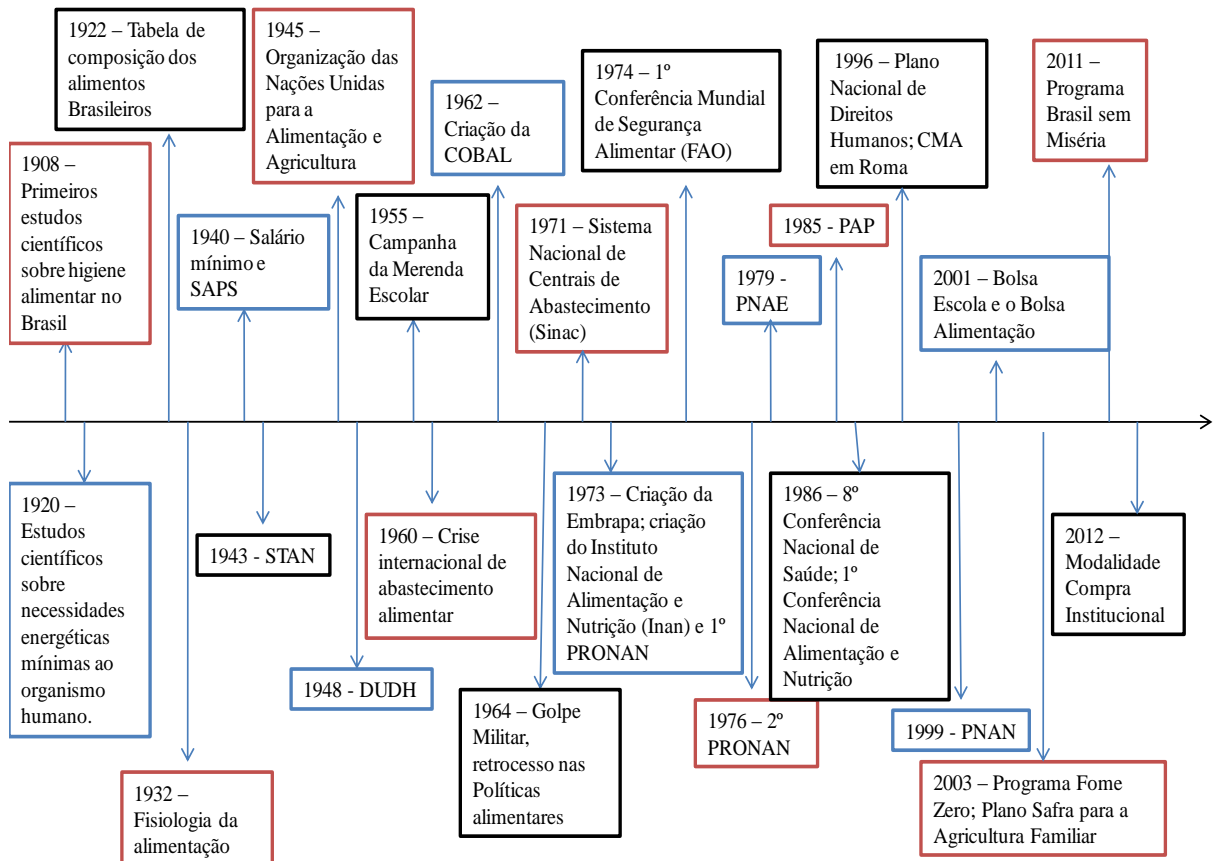 1908 –
Primeiros
estudos
científicos
sobre higiene
alimentar no
Brasil
1922 – Tabela de
composição dos
alimentos
Brasileiros
1940 – Salário
mínimo e
SAPS
1945 –
Organização das
Nações Unidas
para a
Alimentação e
Agricultura
1955 –
Campanha
da Merenda
Escolar
1962 –
Criação da
COBAL
1971 – Sistema
Nacional de
Centrais de
Abastecimento
(Sinac)
1974 – 1º
Conferência Mundial
de Segurança
Alimentar (FAO)
1979 -
PNAE
1985 - PAP
1996 – Plano
Nacional de
Direitos
Humanos; CMA
em Roma
2001 – Bolsa
Escola e o Bolsa
Alimentação
2011 –
Programa
Brasil sem
Miséria
1920 –
Estudos
científicos
sobre
necessidades
energéticas
mínimas ao
organismo
humano.
1932 –
Fisiologia da
alimentação
1943 - STAN
1948 - DUDH
1960 – Crise
internacional de
abastecimento
alimentar
1964 – Golpe
Militar,
retrocesso nas
Políticas
alimentares
1973 – Criação da
Embrapa; criação
do Instituto
Nacional de
Alimentação e
Nutrição (Inan) e 1º
PRONAN
1976 – 2º
PRONAN
1986 – 8º
Conferência
Nacional de
Saúde; 1º
Conferência
Nacional de
Alimentação e
Nutrição
1999 - PNAN
2003 – Programa Fome
Zero; Plano Safra para a
Agricultura Familiar
2012 –
Modalidade
Compra
Institucional